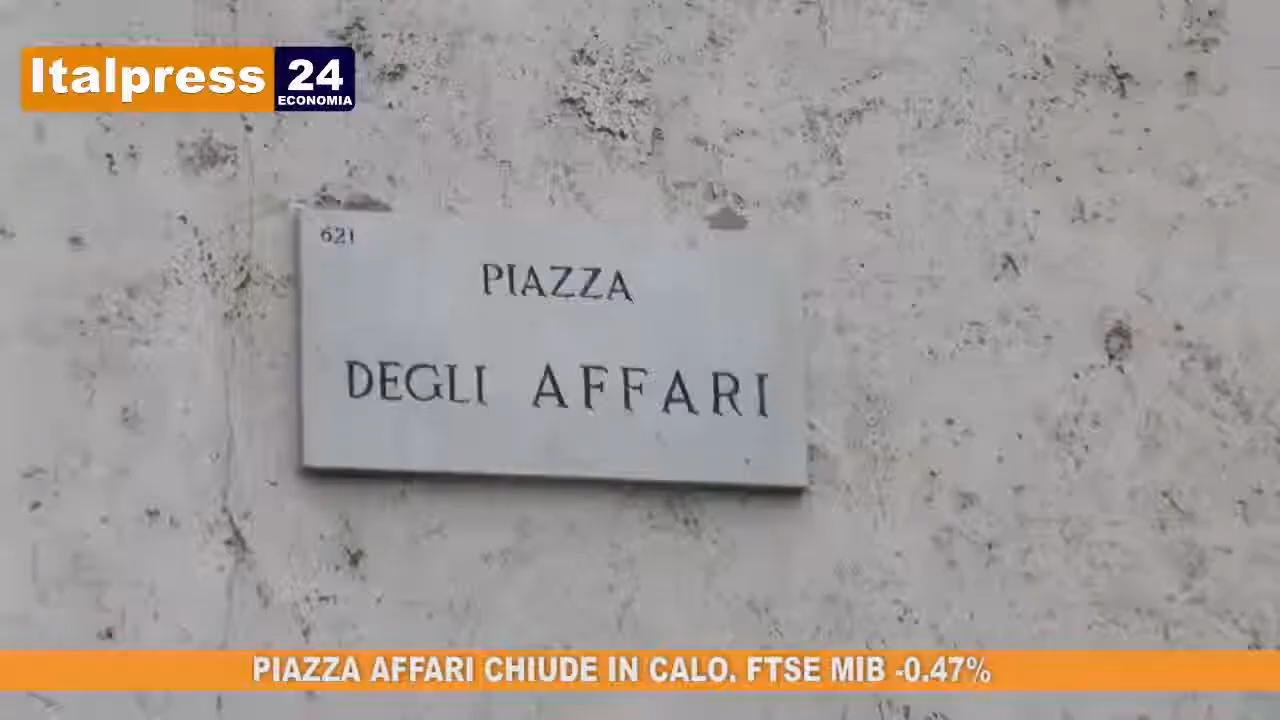 Italpress 24
ECONOMIA
621
PIAZZA
DEGLI AFFARI
PIAZZA AFFARI CHIUDE IN CALO. FTSE MIB -0.47%